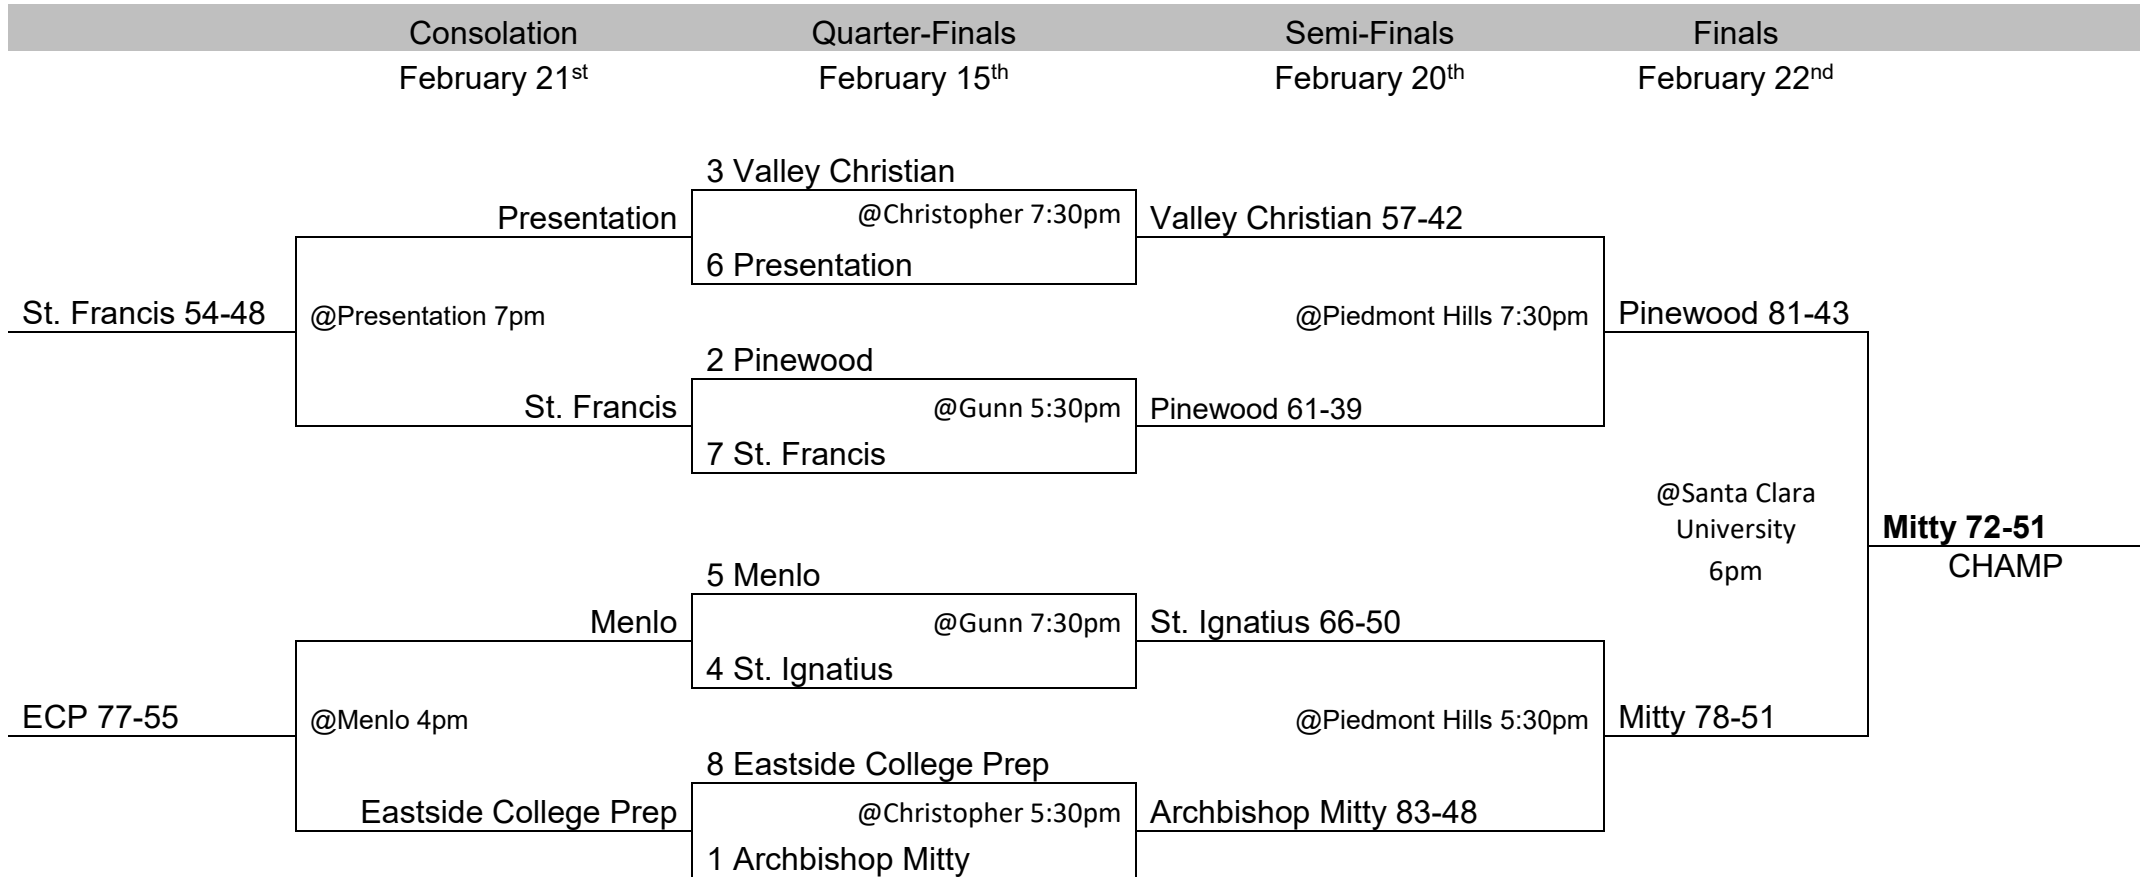 Consolation Quarter-Finals Semi-Finals Finals
February 21st February 15th February 20th February 22nd
3 Valley Christian
Presentation @Christopher 7:30pm Valley Christian 57-42
6 Presentation
St. Francis 54-48 @Presentation 7pm @Piedmont Hills 7:30pm Pinewood 81-43
2 Pinewood
St. Francis @Gunn 5:30pm Pinewood 61-39
7 St. Francis
@Santa Clara
University
6pm
Mitty 72-51
CHAMP
5 Menlo
Menlo @Gunn 7:30pm St. Ignatius 66-50
4 St. Ignatius
ECP 77-55 @Menlo 4pm @Piedmont Hills 5:30pm Mitty 78-51
8 Eastside College Prep
Eastside College Prep @Christopher 5:30pm Archbishop Mitty 83-48
1 Archbishop Mitty